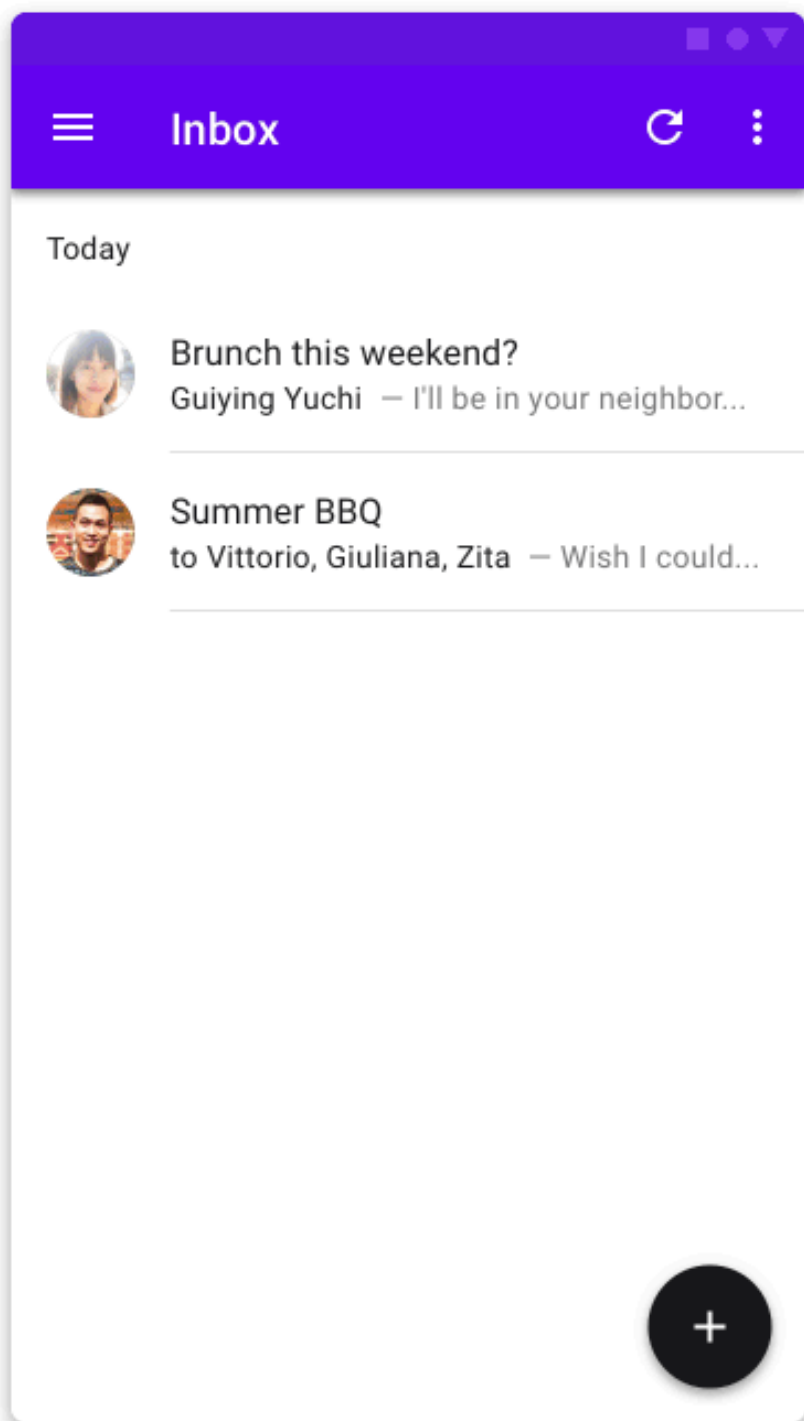 Inbox
Today
Brunch this weekend?
Guiying Yuchi — I'll be in your neighbor...
Summer BBQ
to Vittorio, Giuliana, Zita — Wish I could...